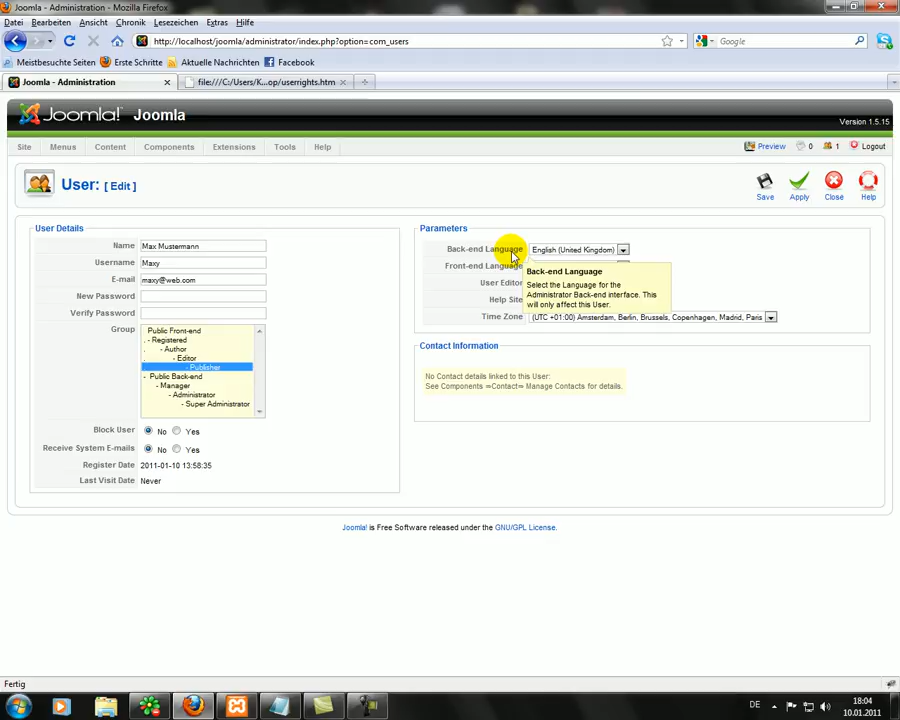 Joomla - Administration - Mozilla Firefox
Datei Bearbeiten Ansicht Chronik Lesezeichen Extras Hilfe
http://localhost/joomla/administrator/index.php?option=com_users
Google
Meistbesuchte Seiten Erste Schritte Aktuelle Nachrichten Facebook
Joomla - Administration file:///C:/Users/K...op/userrights.htm
Joomla! Joomla
Version 1.5.15
Site Menus Content Components Extensions Tools Help Preview 0 1 Logout
User: [ Edit ]
Save Apply Close Help
User Details
Name Max Mustermann
Username Maxy
E-mail maxy@web.com
New Password
Verify Password
Group
Public Front-end
. - Registered
. - Author
. - Editor
- Publisher
- Public Back-end
- Manager
- Administrator
- Super Administrator
Block User No Yes
Receive System E-mails No Yes
Register Date 2011-01-10 13:58:35
Last Visit Date Never
Parameters
Back-end Language English (United Kingdom)
Front-end Language
User Editor
Help Site
Time Zone (UTC +01:00) Amsterdam, Berlin, Brussels, Copenhagen, Madrid, Paris
Back-end Language
Select the Language for the
Administrator Back-end interface. This
will only affect this User.
Contact Information
No Contact details linked to this User:
See Components => Contact => Manage Contacts for details.
Joomla! is Free Software released under the GNU/GPL License.
Fertig
DE 18:04
10.01.2011